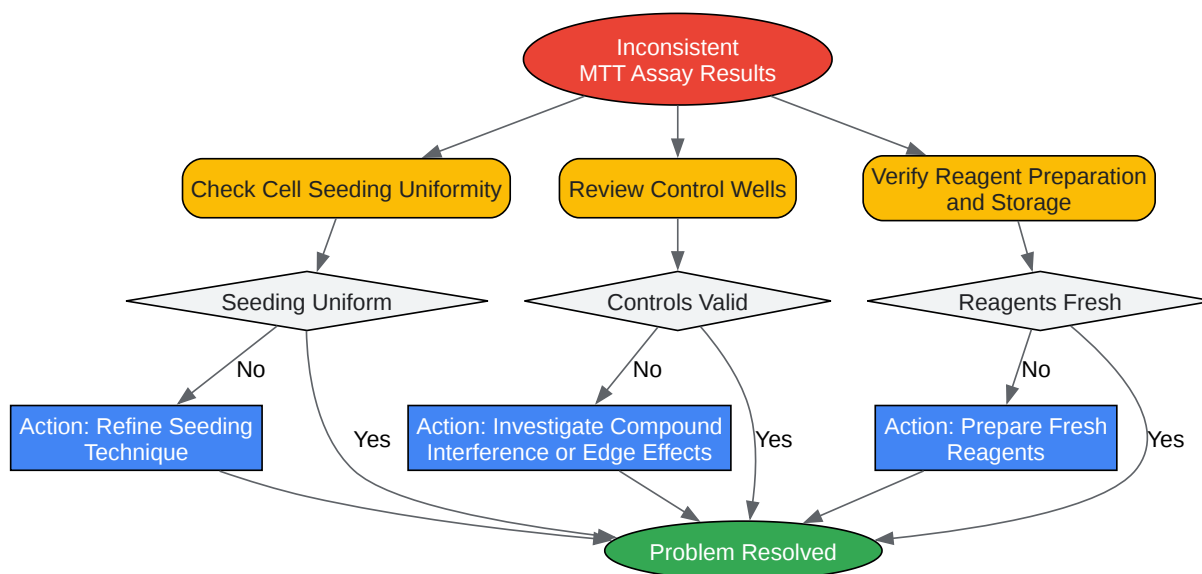 Inconsistent
MTT Assay Results
Check Cell Seeding Uniformity
Review Control Wells
Verify Reagent Preparation
and Storage
Seeding Uniform
Controls Valid
Reagents Fresh
No
No
No
Action: Refine Seeding
Technique
Yes
Action: Investigate Compound
Interference or Edge Effects
Yes
Action: Prepare Fresh
Reagents
Yes
Problem Resolved